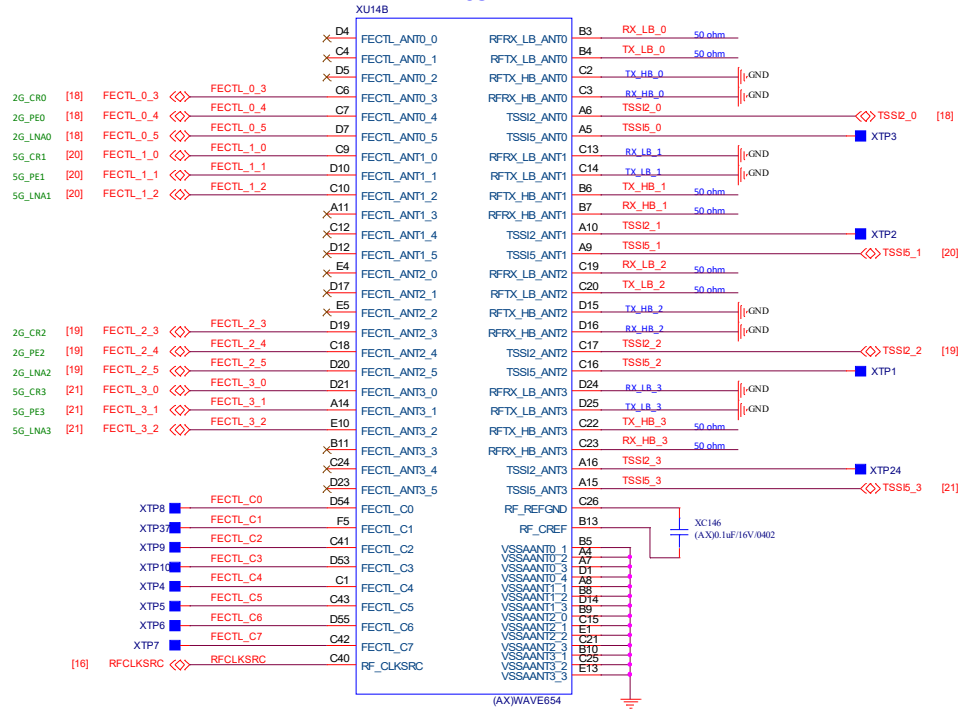 XU14B
D4 FECTL_ANT0_0 RFRX_LB_ANT0 B3 RX_LB_0 50 ohm
C4 FECTL_ANT0_1 RFTX_LB_ANT0 B4 TX_LB_0 50 ohm
D5 FECTL_ANT0_2 RFTX_HB_ANT0 C2 TX_HB_0 GND
2G_CR0 [18] FECTL_0_3 FECTL_0_3 C6 FECTL_ANT0_3 RFRX_HB_ANT0 C3 RX_HB_0 GND
2G_PE0 [18] FECTL_0_4 FECTL_0_4 C7 FECTL_ANT0_4 TSSI2_ANT0 A6 TSSI2_0 TSSI2_0 [18]
2G_LNA0 [18] FECTL_0_5 FECTL_0_5 D7 FECTL_ANT0_5 TSSI5_ANT0 A5 TSSI5_0 XTP3
5G_CR1 [20] FECTL_1_0 FECTL_1_0 C9 FECTL_ANT1_0 RFRX_LB_ANT1 C13 RX_LB_1 GND
5G_PE1 [20] FECTL_1_1 FECTL_1_1 D10 FECTL_ANT1_1 RFTX_LB_ANT1 C14 TX_LB_1 GND
5G_LNA1 [20] FECTL_1_2 FECTL_1_2 C10 FECTL_ANT1_2 RFTX_HB_ANT1 B6 TX_HB_1 50 ohm
A11 FECTL_ANT1_3 RFRX_HB_ANT1 B7 RX_HB_1 50 ohm
C12 FECTL_ANT1_4 TSSI2_ANT1 A10 TSSI2_1 XTP2
D12 FECTL_ANT1_5 TSSI5_ANT1 A9 TSSI5_1 TSSI5_1 [20]
E4 FECTL_ANT2_0 RFRX_LB_ANT2 C19 RX_LB_2 50 ohm
D17 FECTL_ANT2_1 RFTX_LB_ANT2 C20 TX_LB_2 50 ohm
E5 FECTL_ANT2_2 RFTX_HB_ANT2 D15 TX_HB_2 GND
2G_CR2 [19] FECTL_2_3 FECTL_2_3 D19 FECTL_ANT2_3 RFRX_HB_ANT2 D16 RX_HB_2 GND
2G_PE2 [19] FECTL_2_4 FECTL_2_4 C18 FECTL_ANT2_4 TSSI2_ANT2 C17 TSSI2_2 TSSI2_2 [19]
2G_LNA2 [19] FECTL_2_5 FECTL_2_5 D20 FECTL_ANT2_5 TSSI5_ANT2 C16 TSSI5_2 XTP1
5G_CR3 [21] FECTL_3_0 FECTL_3_0 D21 FECTL_ANT3_0 RFRX_LB_ANT3 D24 RX_LB_3 GND
5G_PE3 [21] FECTL_3_1 FECTL_3_1 A14 FECTL_ANT3_1 RFTX_LB_ANT3 D25 TX_LB_3 GND
5G_LNA3 [21] FECTL_3_2 FECTL_3_2 E10 FECTL_ANT3_2 RFTX_HB_ANT3 C22 TX_HB_3 50 ohm
B11 FECTL_ANT3_3 RFRX_HB_ANT3 C23 RX_HB_3 50 ohm
C24 FECTL_ANT3_4 TSSI2_ANT3 A16 TSSI2_3 XTP24
D23 FECTL_ANT3_5 TSSI5_ANT3 A15 TSSI5_3 TSSI5_3 [21]
XTP8 FECTL_C0 D54 FECTL_C0 RF_REFGND C26
XTP37 FECTL_C1 F5 FECTL_C1 RF_CREF B13 XC146
(AX)0.1uF/16V/0402
XTP9 FECTL_C2 C41 FECTL_C2 VSSAANT0_1 B5
VSSAANT0_2 A4
XTP10 FECTL_C3 D53 FECTL_C3 VSSAANT0_3 A7
VSSAANT0_4 D1
XTP4 FECTL_C4 C1 FECTL_C4 VSSAANT1_1 A8
VSSAANT1_2 B8
XTP5 FECTL_C5 C43 FECTL_C5 VSSAANT1_3 D14
VSSAANT2_0 B9
XTP6 FECTL_C6 D55 FECTL_C6 VSSAANT2_1 C15
VSSAANT2_2 E1
XTP7 FECTL_C7 C42 FECTL_C7 VSSAANT2_3 C21
VSSAANT3_1 B10
[16] RFCLKSRC RFCLKSRC C40 RF_CLKSRC VSSAANT3_2 C25
VSSAANT3_3 E13
(AX)WAVE654